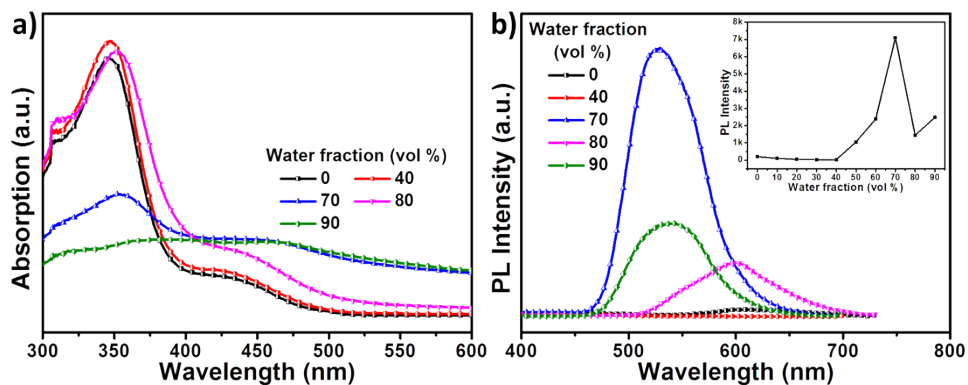 a)
Absorption (a.u.)
Water fraction (vol %)
0 40
70 80
90
300 350 400 450 500 550 600
Wavelength (nm)
b)
PL Intensity (a.u.)
Water fraction
(vol %)
0
40
70
80
90
400 500 600 700 800
Wavelength (nm)
PL Intensity
8k
7k
6k
5k
4k
3k
2k
1k
0
0 10 20 30 40 50 60 70 80 90
Water fraction (vol %)